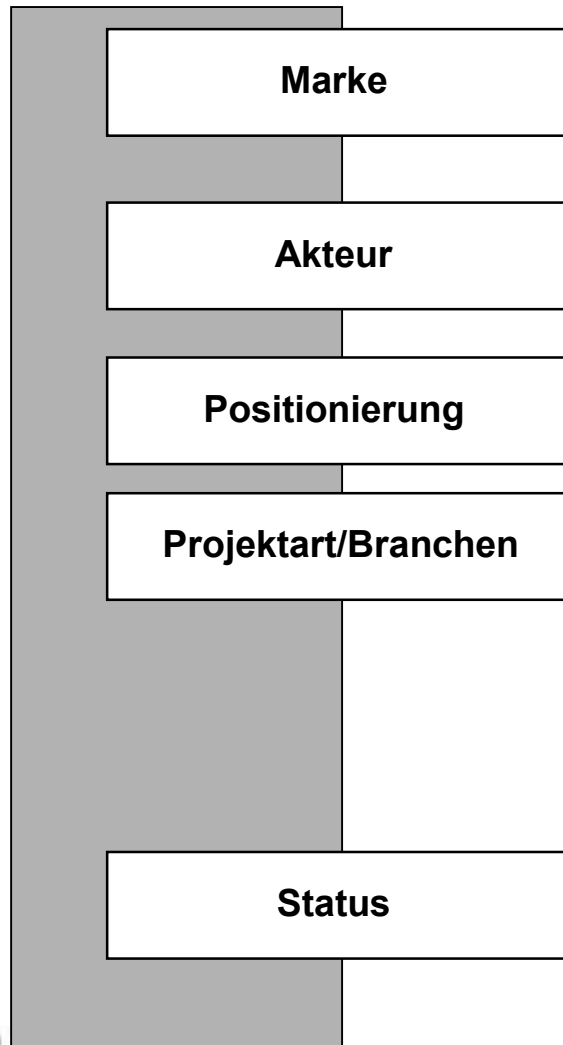 Marke
Akteur
Positionierung
Projektart/Branchen
Status